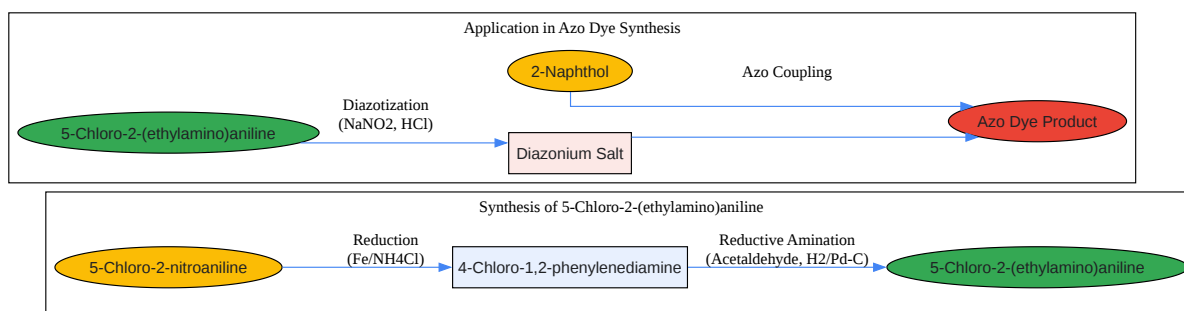 Application in Azo Dye Synthesis
2-Naphthol
Azo Coupling
Diazotization
(NaNO2, HCl)
5-Chloro-2-(ethylamino)aniline
Diazonium Salt
Azo Dye Product
Synthesis of 5-Chloro-2-(ethylamino)aniline
5-Chloro-2-nitroaniline
Reduction
(Fe/NH4Cl)
4-Chloro-1,2-phenylenediamine
Reductive Amination
(Acetaldehyde, H2/Pd-C)
5-Chloro-2-(ethylamino)aniline